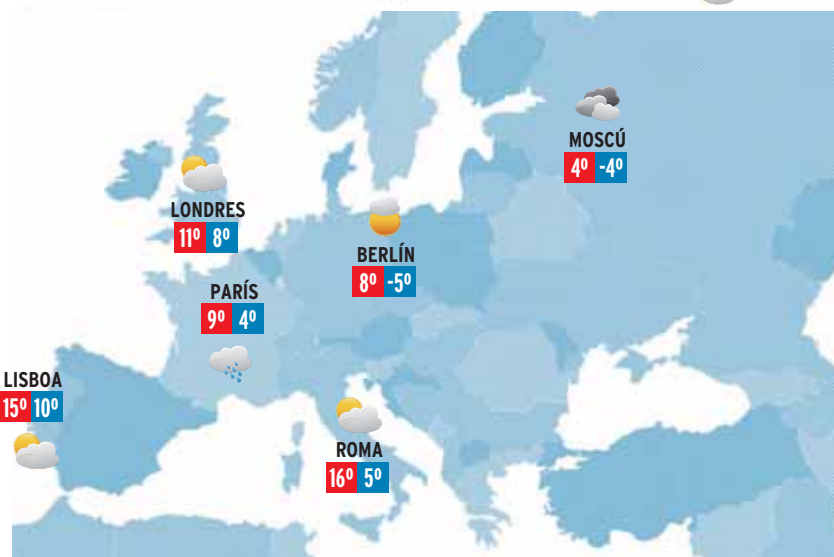 MOSCÚ
4º -4º
LONDRES
11º 8º
BERLÍN
8º -5º
PARÍS
9º 4º
LISBOA
15º 10º
ROMA
16º 5º